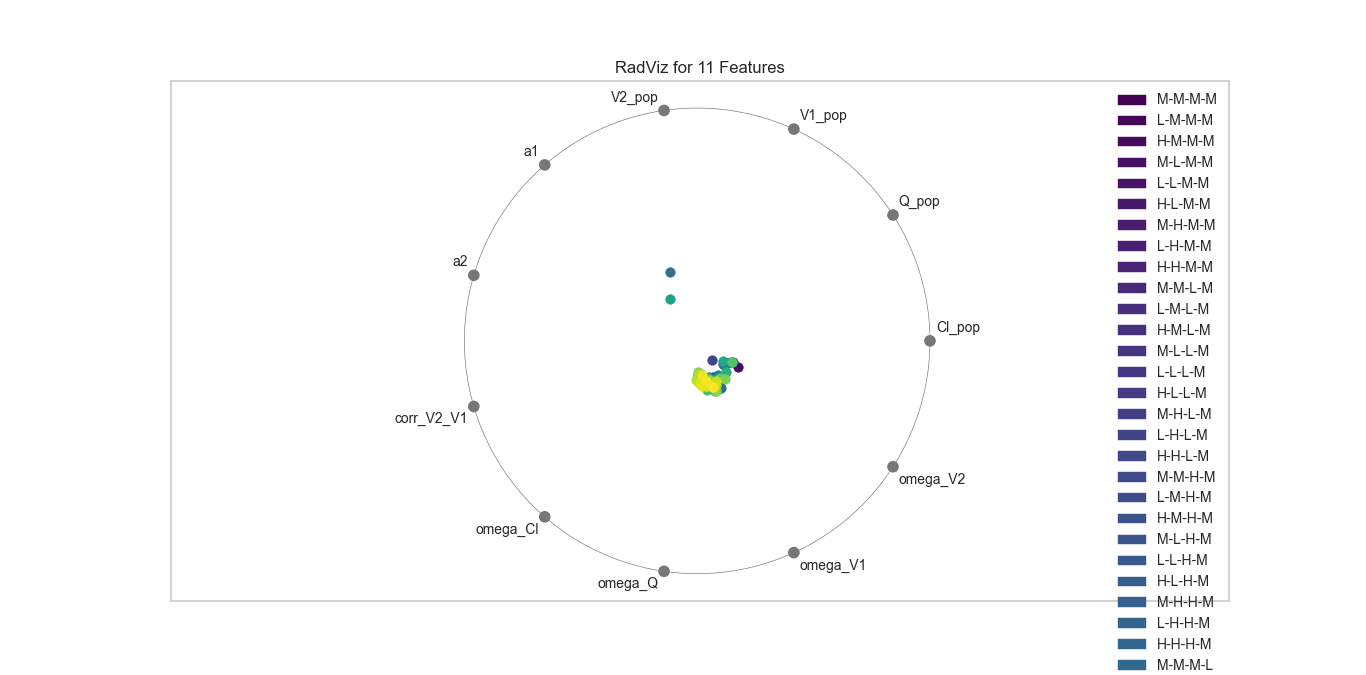 RadViz for 11 Features
V2_pop
V1_pop
a1
Q_pop
a2
Cl_pop
corr_V2_V1
omega_V2
omega_Cl
omega_V1
omega_Q
M-M-M-M
L-M-M-M
H-M-M-M
M-L-M-M
L-L-M-M
H-L-M-M
M-H-M-M
L-H-M-M
H-H-M-M
M-M-L-M
L-M-L-M
H-M-L-M
M-L-L-M
L-L-L-M
H-L-L-M
M-H-L-M
L-H-L-M
H-H-L-M
M-M-H-M
L-M-H-M
H-M-H-M
M-L-H-M
L-L-H-M
H-L-H-M
M-H-H-M
L-H-H-M
H-H-H-M
M-M-M-L